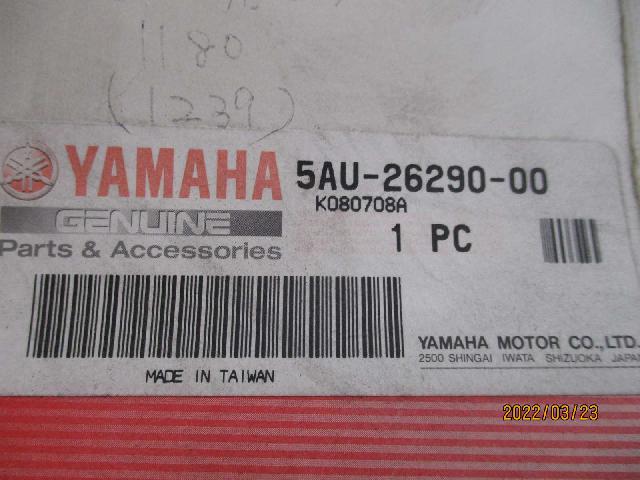 1180
(1239)
YAMAHA 5AU-26290-00
GENUINE K080708A
Parts & Accessories 1 PC
YAMAHA MOTOR CO.,LTD.
2500 SHINGAI IWATA SHIZUOKA JAPAN
MADE IN TAIWAN
2022/03/23